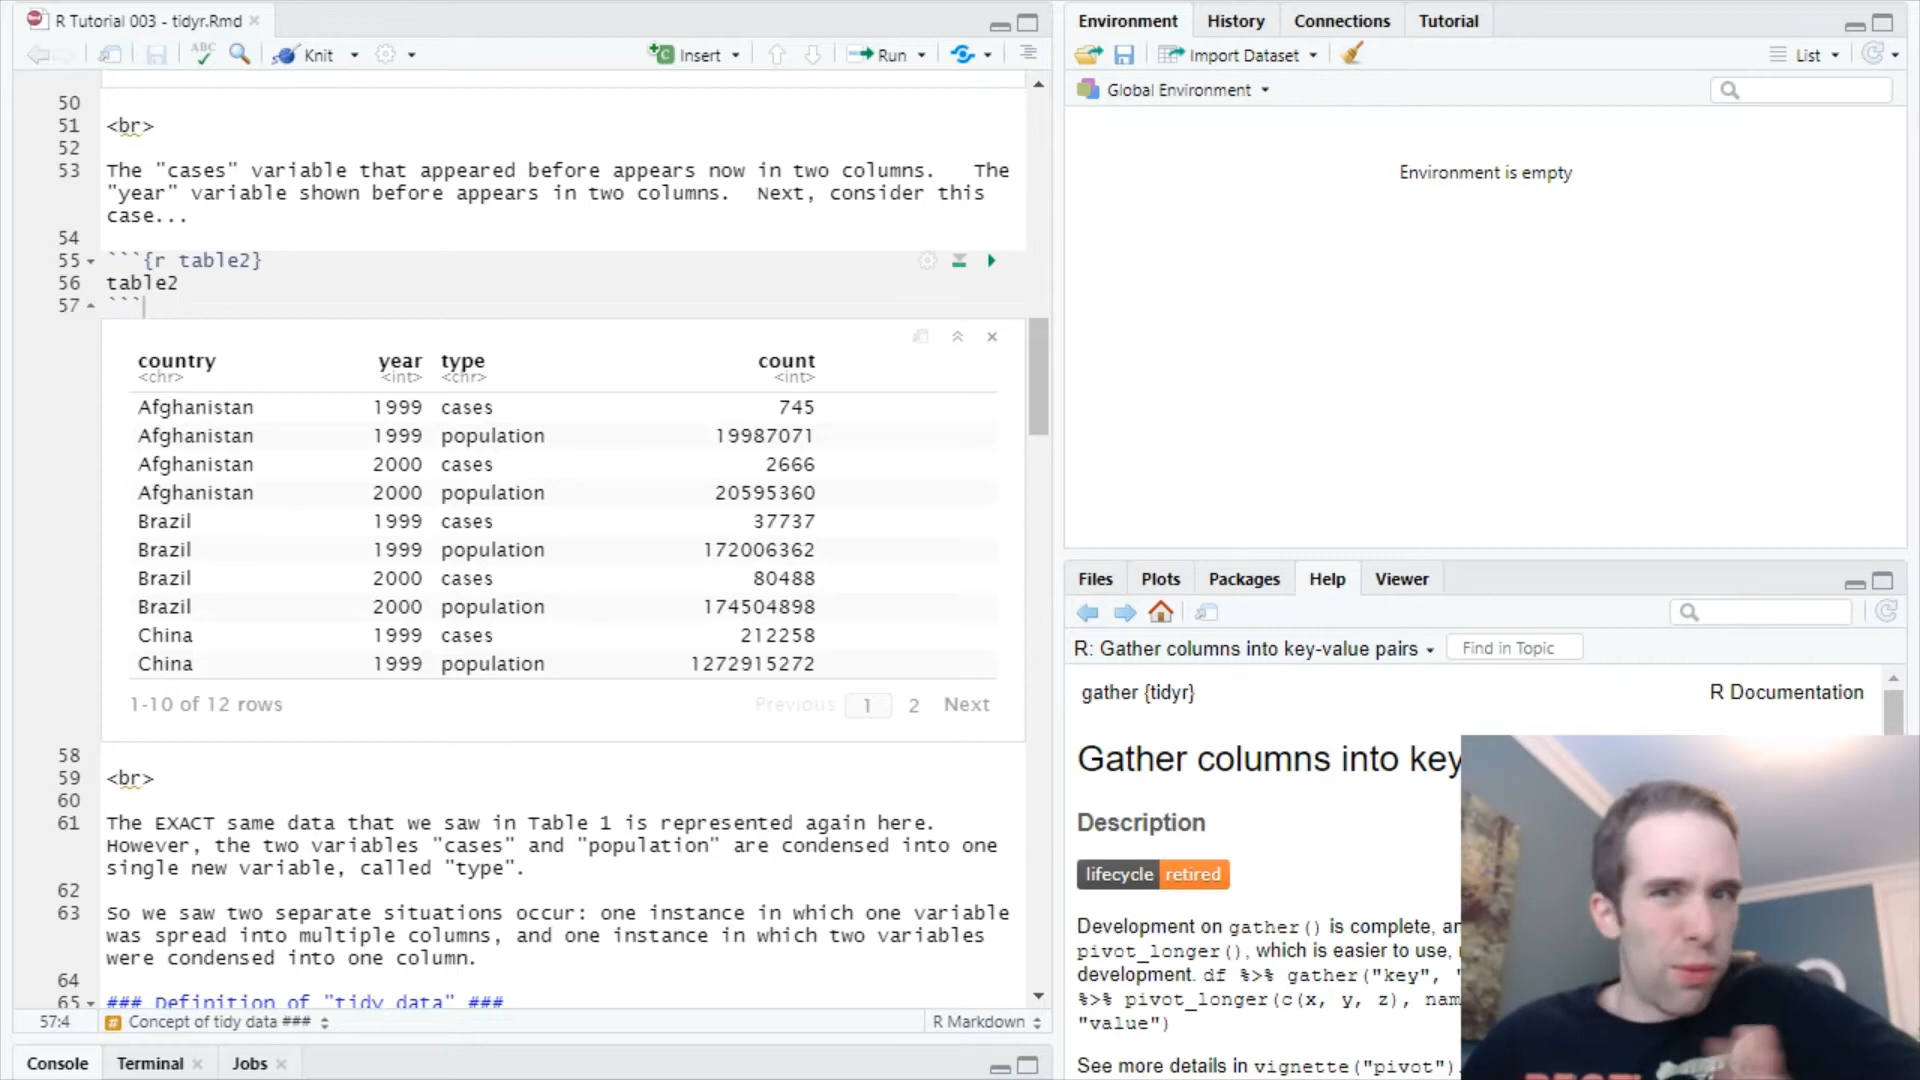 R Tutorial 003 - tidyr.Rmd
ABC
Knit
Insert
Run
50
51 <br>
52
53 The "cases" variable that appeared before appears now in two columns. The
"year" variable shown before appears in two columns. Next, consider this
case...
54
55 ```{r table2}
56 table2
57 ```
country year type count
<chr> <int> <chr> <int>
Afghanistan 1999 cases 745
Afghanistan 1999 population 19987071
Afghanistan 2000 cases 2666
Afghanistan 2000 population 20595360
Brazil 1999 cases 37737
Brazil 1999 population 172006362
Brazil 2000 cases 80488
Brazil 2000 population 174504898
China 1999 cases 212258
China 1999 population 1272915272
1-10 of 12 rows Previous 1 2 Next
58
59 <br>
60
61 The EXACT same data that we saw in Table 1 is represented again here.
However, the two variables "cases" and "population" are condensed into one
single new variable, called "type".
62
63 So we saw two separate situations occur: one instance in which one variable
was spread into multiple columns, and one instance in which two variables
were condensed into one column.
64
65 ### Definition of "tidy data" ###
57:4 # Concept of tidy data ### R Markdown
Console Terminal Jobs
Environment History Connections Tutorial
Import Dataset List
Global Environment
Environment is empty
Files Plots Packages Help Viewer
R: Gather columns into key-value pairs Find in Topic
gather {tidyr} R Documentation
Gather columns into key
Description
lifecycle retired
Development on gather() is complete, an
pivot_longer(), which is easier to use,
development. df %>% gather("key", "
%>% pivot_longer(c(x, y, z), nam
"value")
See more details in vignette("pivot").